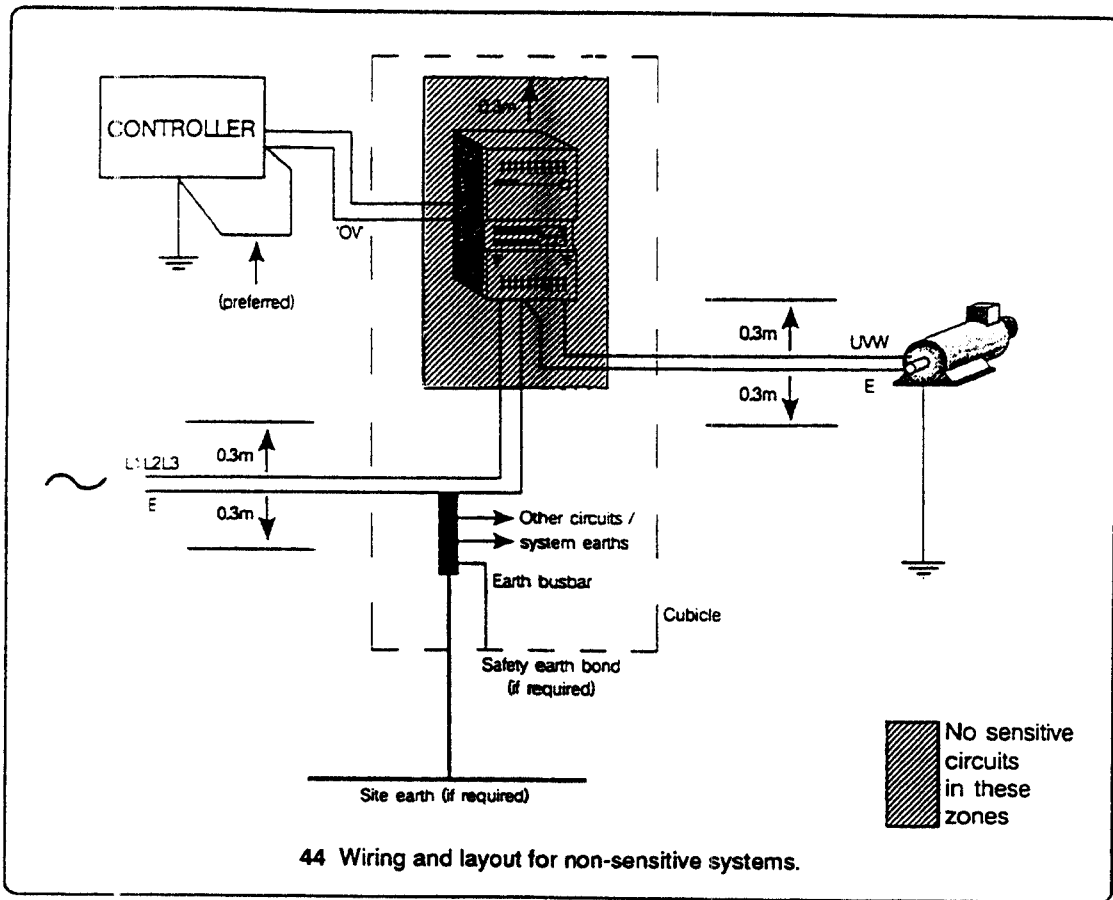 0.3m
CONTROLLER
'OV'
(preferred)
0.3m
UVW
E
0.3m
L1L2L3
0.3m
E
0.3m
Other circuits /
system earths
Earth busbar
Cubicle
Safety earth bond
(if required)
Site earth (if required)
No sensitive
circuits
in these
zones
44 Wiring and layout for non-sensitive systems.